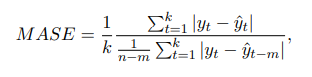 MASE = \frac{1}{k} \frac{\sum_{t=1}^{k} |y_t - \hat{y}_t|}{\frac{1}{n-m} \sum_{t=1}^{k} |y_t - \hat{y}_{t-m}|},